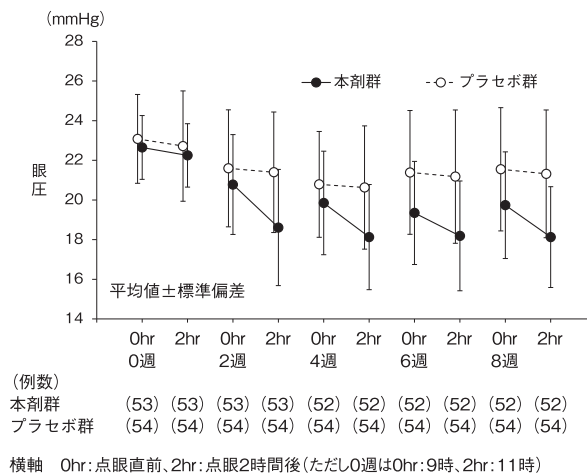 (mmHg)
28
26
24
22
20
18
16
14
眼圧
本剤群
プラセボ群
平均値±標準偏差
0hr 2hr 0hr 2hr 0hr 2hr 0hr 2hr 0hr 2hr
0週 2週 4週 6週 8週
(例数)
本剤群 (53) (53) (53) (53) (52) (52) (52) (52) (52) (52)
プラセボ群 (54) (54) (54) (54) (54) (54) (54) (54) (54) (54)
横軸 0hr:点眼直前、2hr:点眼2時間後(ただし0週は0hr:9時、2hr:11時)